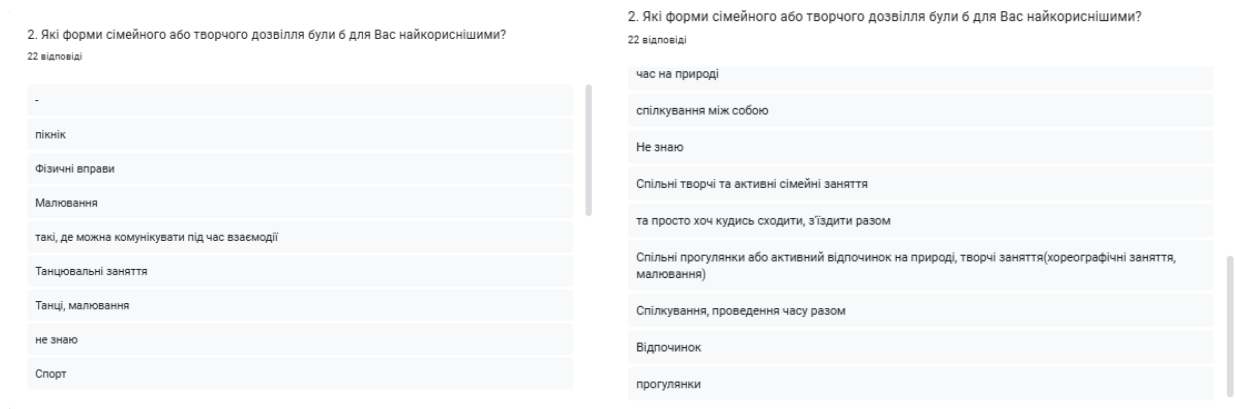 2. Які форми сімейного або творчого дозвілля були б для Вас найкориснішими?
22 відповіді
-
пікнік
Фізичні вправи
Малювання
такі, де можна комунікувати під час взаємодії
Танцювальні заняття
Танці, малювання
не знаю
Спорт
2. Які форми сімейного або творчого дозвілля були б для Вас найкориснішими?
22 відповіді
час на природі
спілкування між собою
Не знаю
Спільні творчі та активні сімейні заняття
та просто хоч кудись сходити, з'їздити разом
Спільні прогулянки або активний відпочинок на природі, творчі заняття(хореографічні заняття,
малювання)
Спілкування, проведення часу разом
Відпочинок
прогулянки